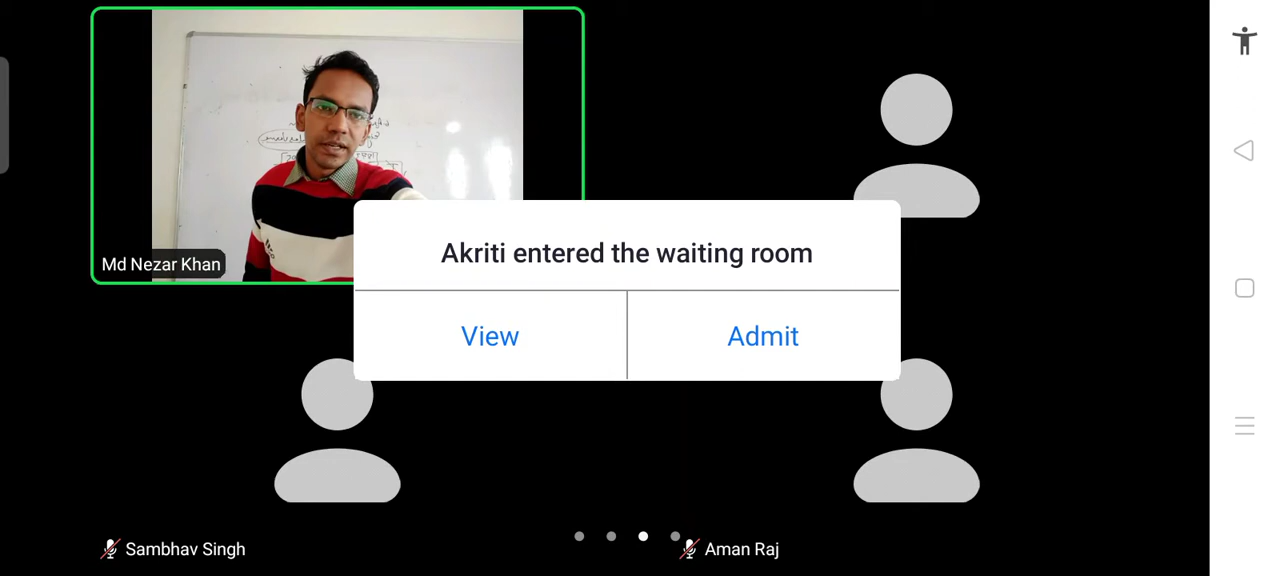 Md Nezar Khan
Akriti entered the waiting room
View
Admit
Sambhav Singh
Aman Raj